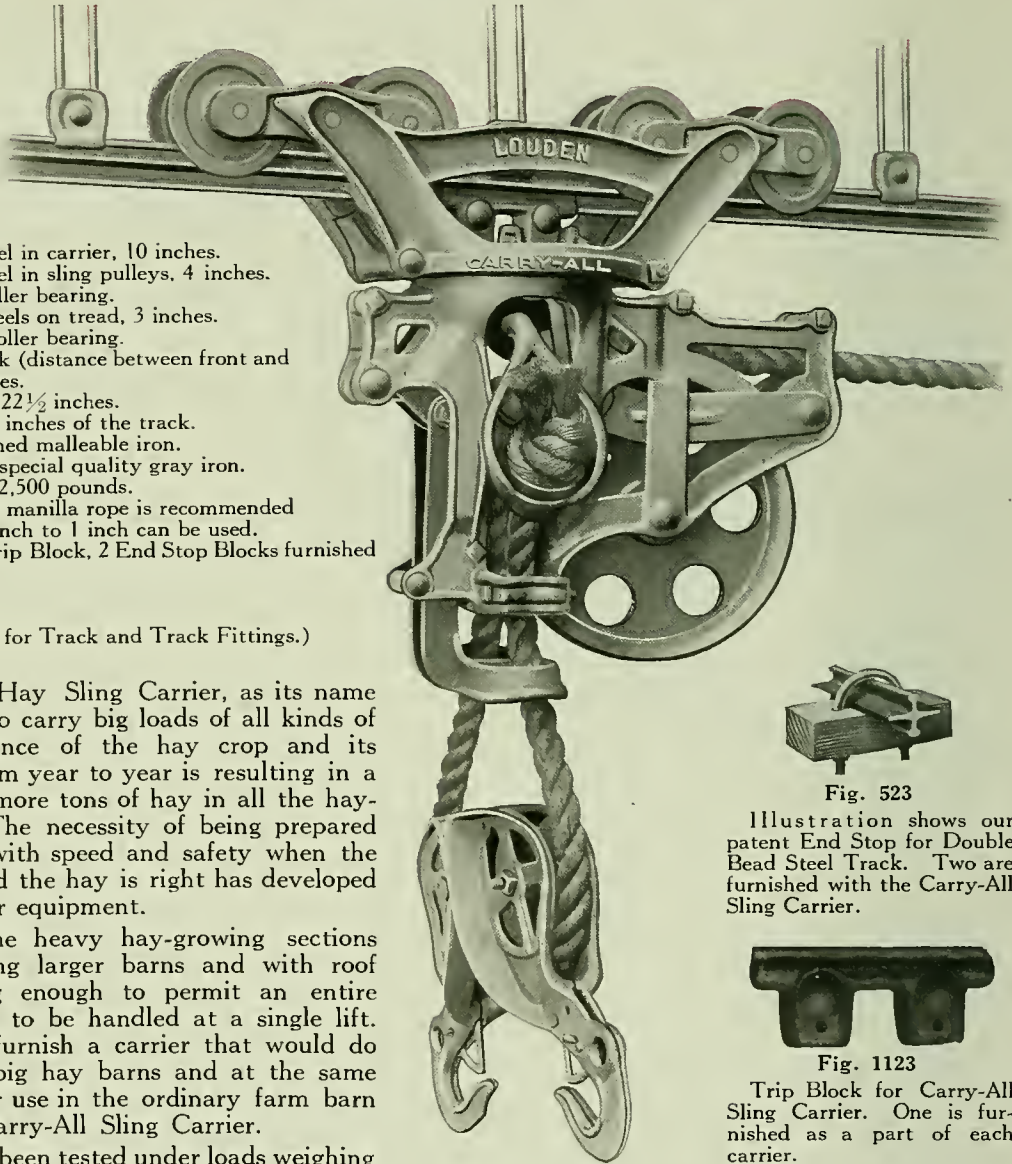 LOUDEN
CARRY-ALL
el in carrier, 10 inches.
el in sling pulleys, 4 inches.
ller bearing.
eels on tread, 3 inches.
oller bearing.
k (distance between front and
es.
22½ inches.
inches of the track.
ned malleable iron.
special quality gray iron.
2,500 pounds.
manilla rope is recommended
nch to 1 inch can be used.
rip Block, 2 End Stop Blocks furnished
for Track and Track Fittings.)
Hay Sling Carrier, as its name
o carry big loads of all kinds of
nce of the hay crop and its
m year to year is resulting in a
more tons of hay in all the hay-
The necessity of being prepared
with speed and safety when the
d the hay is right has developed
r equipment.
ne heavy hay-growing sections
ng larger barns and with roof
g enough to permit an entire
to be handled at a single lift.
furnish a carrier that would do
big hay barns and at the same
r use in the ordinary farm barn
arry-All Sling Carrier.
been tested under loads weighing
Fig. 523
Illustration shows our
patent End Stop for Double
Bead Steel Track. Two are
furnished with the Carry-All
Sling Carrier.
Fig. 1123
Trip Block for Carry-All
Sling Carrier. One is fur-
nished as a part of each
carrier.